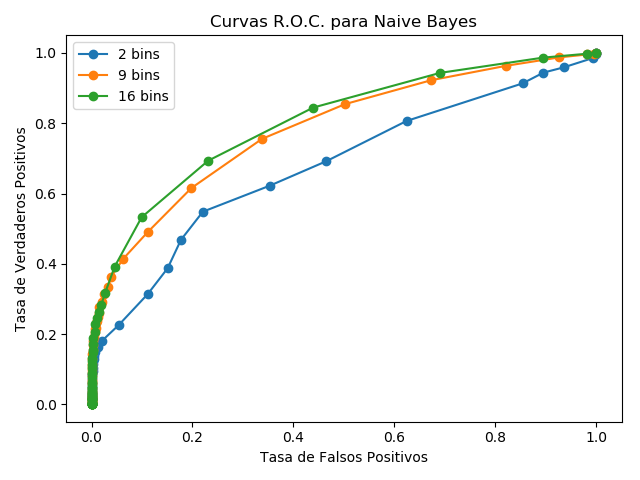 Curvas R.O.C. para Naive Bayes
2 bins
9 bins
16 bins
Tasa de Verdaderos Positivos
1.0
0.8
0.6
0.4
0.2
0.0
0.0 0.2 0.4 0.6 0.8 1.0
Tasa de Falsos Positivos